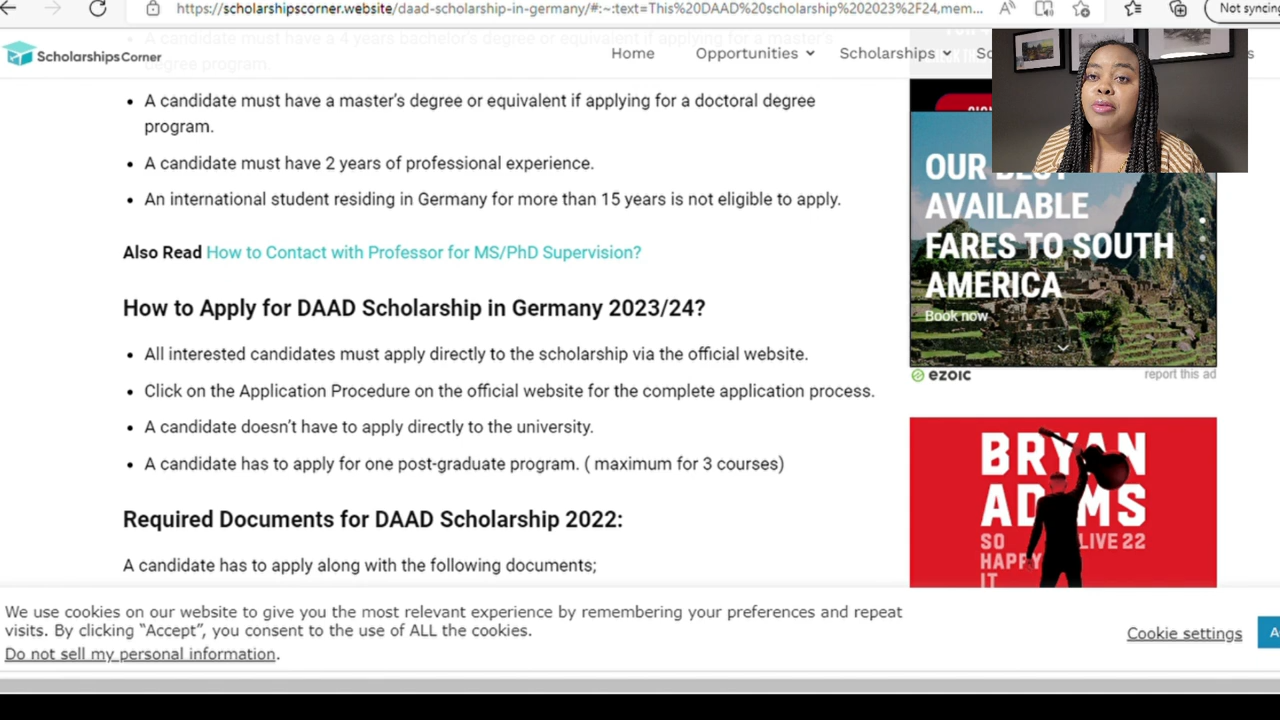 https://scholarshipscorner.website/daad-scholarship-in-germany/#:~:text=This%20DAAD%20scholarship%202023%2F24,mem...
Not syncing
A candidate must have a 4 years bachelor's degree or equivalent if applying for a master's
degree program.
ScholarshipsCorner
Home
Opportunities
Scholarships
• A candidate must have a master's degree or equivalent if applying for a doctoral degree
program.
• A candidate must have 2 years of professional experience.
• An international student residing in Germany for more than 15 years is not eligible to apply.
Also Read How to Contact with Professor for MS/PhD Supervision?
How to Apply for DAAD Scholarship in Germany 2023/24?
• All interested candidates must apply directly to the scholarship via the official website.
• Click on the Application Procedure on the official website for the complete application process.
• A candidate doesn't have to apply directly to the university.
• A candidate has to apply for one post-graduate program. ( maximum for 3 courses)
Required Documents for DAAD Scholarship 2022:
A candidate has to apply along with the following documents;
OUR BEST
AVAILABLE
FARES TO SOUTH
AMERICA
Book now
ezoic
report this ad
BRYAN
ADAMS
SO
HAPPY
IT
LIVE 22
We use cookies on our website to give you the most relevant experience by remembering your preferences and repeat
visits. By clicking “Accept”, you consent to the use of ALL the cookies.
Do not sell my personal information.
Cookie settings